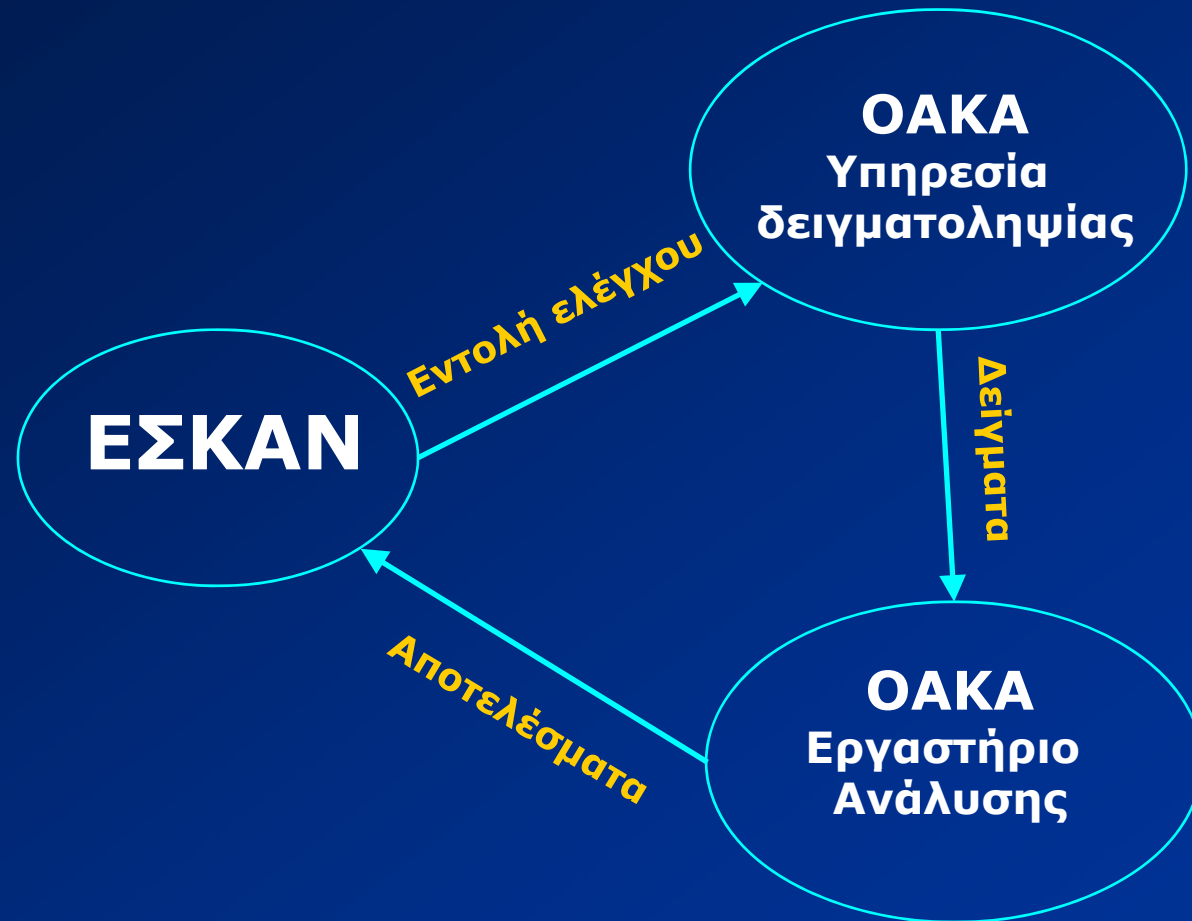 ΟΑΚΑ
Υπηρεσία
δειγματοληψίας
Εντολή ελέγχου
ΕΣΚΑΝ
Δείγματα
Αποτελέσματα
ΟΑΚΑ
Εργαστήριο
Ανάλυσης